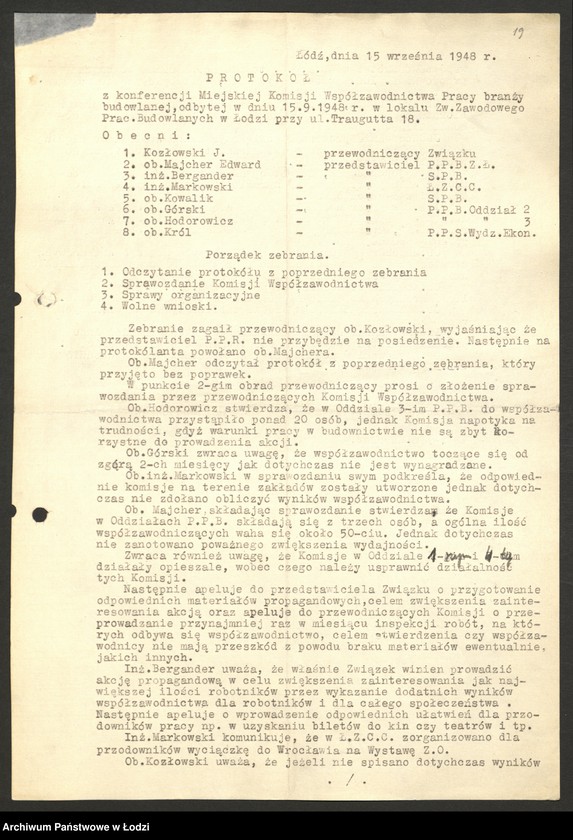 19
Łódź,dnia 15 września 1948 r.
P R O T O K O Ł
z konferencji Miejskiej Komisji Współzawodnictwa Pracy branży
budowlanej,odbytej w dniu 15.9.1948 r. w lokalu Zw.Zawodowego
Prac.Budowlanych w Łodzi przy ul.Traugutta 18.
O b e c n i :
1. Kozłowski J. – przewodniczący Związku
2. ob.Majcher Edward – przedstawiciel P.P.B.Z.Ł.
3. inż.Bergander – " S.P.B.
4. inż.Markowski – " Ł.Z.C.C.
5. ob.Kowalik – " S.P.B.
6. ob.Górski – " P.P.B.Oddział 2
7. ob.Hodorowicz – " " " 3
8. ob.Król – " P.P.S.Wydz.Ekon.
Porządek zebrania.
1. Odczytanie protokółu z poprzedniego zebrania
2. Sprawozdanie Komisji Współzawodnictwa
3. Sprawy organizacyjne
4. Wolne wnioski.
Zebranie zagaił przewodniczący ob.Kozłowski, wyjaśniając że
przedstawiciel P.P.R. nie przybędzie na posiedzenie. Następnie na
protokólanta powołano ob.Majchera.
Ob.Majcher odczytał protokół z poprzedniego zebrania, który
przyjęto bez poprawek.
W punkcie 2-gim obrad przewodniczący prosi o złożenie spra-
wozdania przez przewodniczących Komisji Współzawodnictwa.
Ob.Hodorowicz stwierdza, że w Oddziale 3-im P.P.B. do współza-
wodnictwa przystąpiło ponad 20 osób, jednak Komisja napotyka na
trudności, gdyż warunki pracy w budownictwie nie są zbyt ko-
rzystne do prowadzenia akcji.
Ob.Górski zwraca uwagę, że współzawodnictwo toczące się od
zgórą 2-ch miesięcy jak dotychczas nie jest wynagradzane.
Ob.inż.Markowski w sprawozdaniu swym podkreśla, że odpowied-
nie komisje na terenie zakładów zostały utworzone jednak dotych-
czas nie zdołano obliczyć wyników współzawodnictwa.
Ob. Majcher składając sprawozdanie stwierdza, że Komisje
w Oddziałach P.P.B. składają się z trzech osób, a ogólna ilość
współzawodniczących waha się około 50-ciu. Jednak dotychczas
nie zanotowano poważnego zwiększenia wydajności.
Zwraca również uwagę, że Komisje w Oddziale 1-szym i 4-tym
działały opieszale, wobec czego należy usprawnić działalność
tych Komisji.
Następnie apeluje do przedstawiciela Związku o przygotowanie
odpowiednich materiałów propagandowych,celem zwiększenia zainte-
resowania akcją oraz apeluje do przewodniczących Komisji o prze-
prowadzanie przynajmniej raz w miesiącu inspekcji robót, na któ-
rych odbywa się współzawodnictwo, celem stwierdzenia czy współza-
wodnicy nie mają przeszkód z powodu braku materiałów ewentualnie,
jakich innych.
Inż.Bergander uważa, że właśnie Związek winien prowadzić
akcję propagandową w celu zwiększenia zainteresowania jak naj-
większej ilości robotników przez wykazanie dodatnich wyników
współzawodnictwa dla robotników i dla całego społeczeństwa .
Następnie apeluje o wprowadzenie odpowiednich ułatwień dla przo-
downików pracy np. w uzyskaniu biletów do kin czy teatrów i tp.
Inż.Markowski komunikuje, że w Ł.Z.C.C. zorganizowano dla
przodowników wycieczkę do Wrocławia na Wystawę Z.O.
Ob.Kozłowski uważa, że jeżeli nie spisano dotychczas wyników
. / .
Archiwum Państwowe w Łodzi